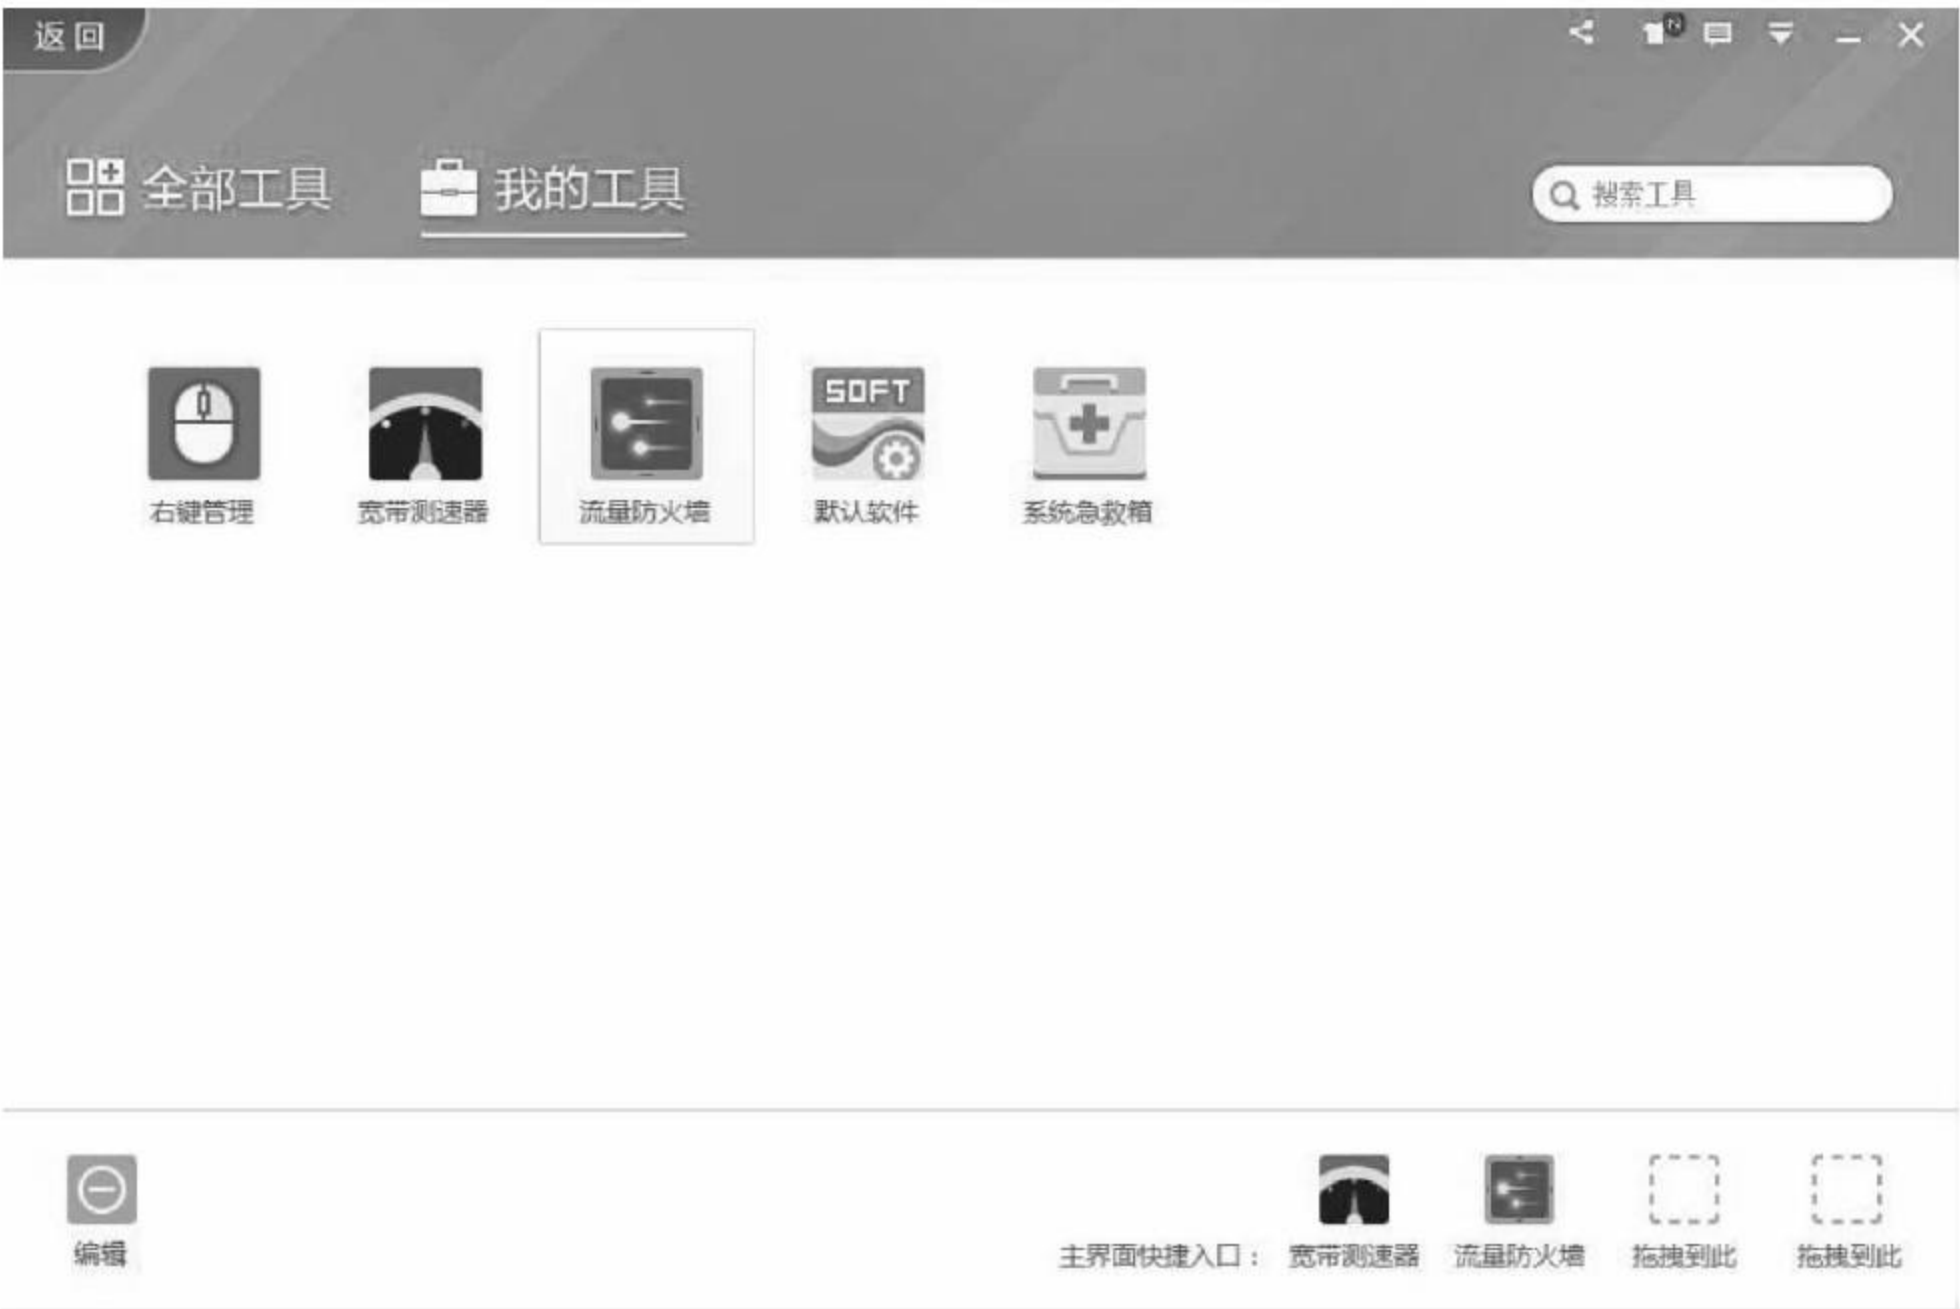 返回
全部工具 我的工具 搜索工具
SOFT
右键管理 宽带测速器 流量防火墙 默认软件 系统急救箱
编辑 主界面快捷入口： 宽带测速器 流量防火墙 拖拽到此 拖拽到此